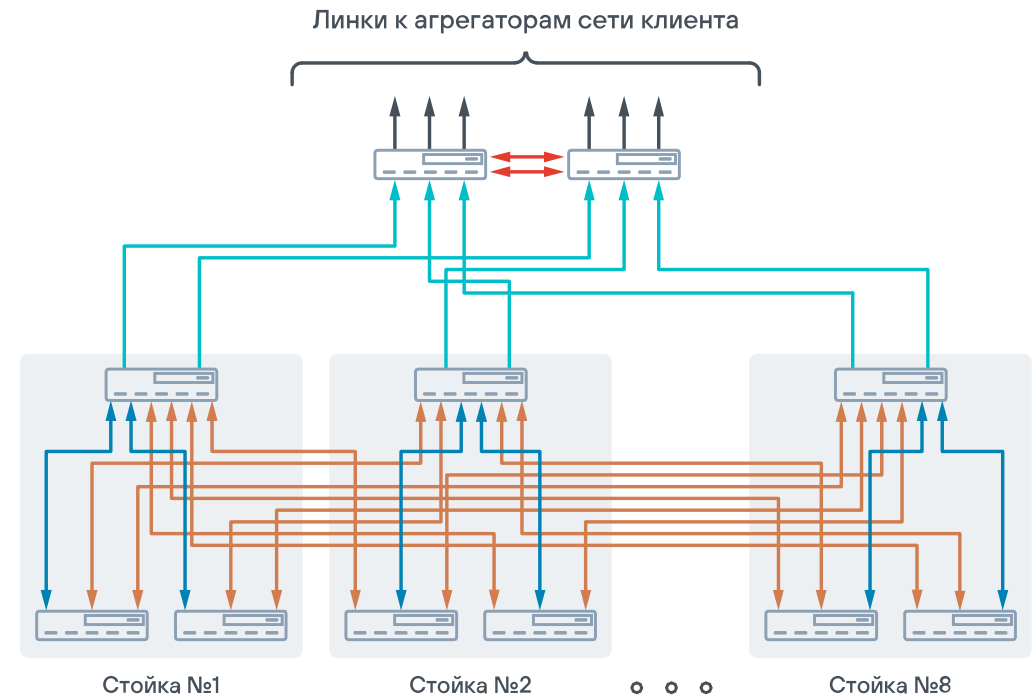 Линки к агрегаторам сети клиента
Стойка №1
Стойка №2
Стойка №8